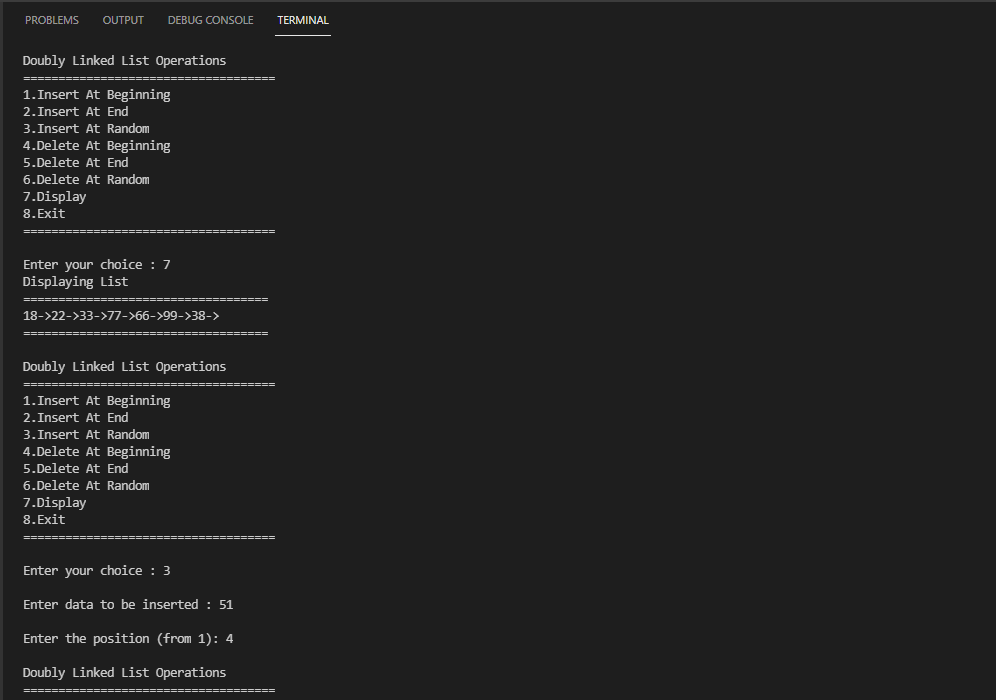 PROBLEMS OUTPUT DEBUG CONSOLE TERMINAL
Doubly Linked List Operations
====================================
1.Insert At Beginning
2.Insert At End
3.Insert At Random
4.Delete At Beginning
5.Delete At End
6.Delete At Random
7.Display
8.Exit
====================================
Enter your choice : 7
Displaying List
===================================
18->22->33->77->66->99->38->
===================================
Doubly Linked List Operations
====================================
1.Insert At Beginning
2.Insert At End
3.Insert At Random
4.Delete At Beginning
5.Delete At End
6.Delete At Random
7.Display
8.Exit
====================================
Enter your choice : 3
Enter data to be inserted : 51
Enter the position (from 1): 4
Doubly Linked List Operations
====================================